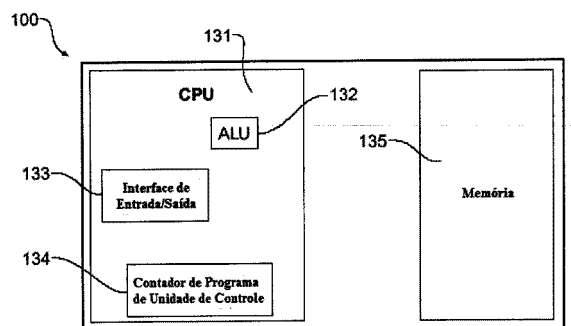 100
131
CPU
ALU
132
133
Interface de
Entrada/Saída
135
Memória
134
Contador de Programa
de Unidade de Controle